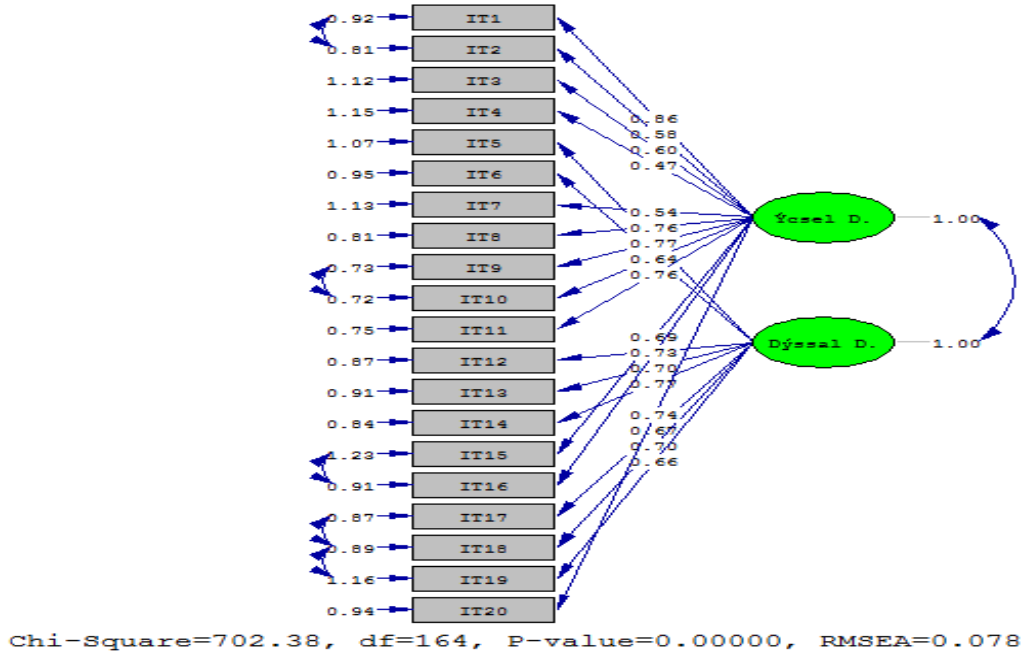 0.92 IT1
0.81 IT2
1.12 IT3
1.15 IT4
1.07 IT5
0.95 IT6
1.13 IT7
0.81 IT8
0.73 IT9
0.72 IT10
0.75 IT11
0.87 IT12
0.91 IT13
0.84 IT14
1.23 IT15
0.91 IT16
0.87 IT17
0.89 IT18
1.16 IT19
0.94 IT20
0.86
0.58
0.60
0.47
0.54
0.76
0.77
0.64
0.76
0.69
0.73
0.70
0.77
0.74
0.67
0.70
0.66
Ýcsel D. 1.00
Dýssal D. 1.00
Chi-Square=702.38, df=164, P-value=0.00000, RMSEA=0.078